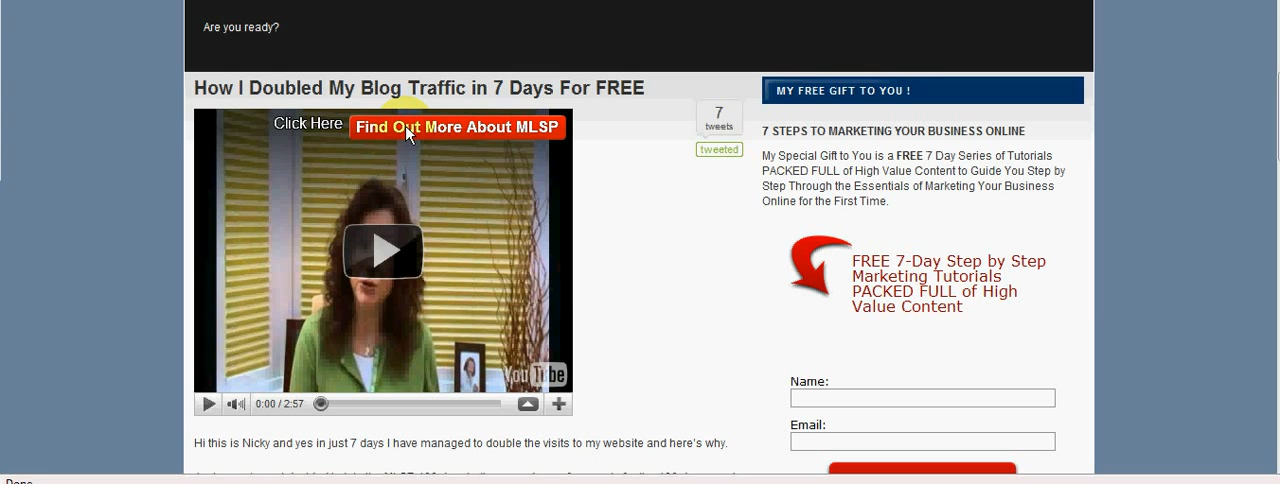 Are you ready?
How I Doubled My Blog Traffic in 7 Days For FREE
Click Here Find Out More About MLSP
7
tweets
tweeted
YouTube
0:00 / 2:57
Hi this is Nicky and yes in just 7 days I have managed to double the visits to my website and here's why.
MY FREE GIFT TO YOU !
7 STEPS TO MARKETING YOUR BUSINESS ONLINE
My Special Gift to You is a FREE 7 Day Series of Tutorials
PACKED FULL of High Value Content to Guide You Step by
Step Through the Essentials of Marketing Your Business
Online for the First Time.
FREE 7-Day Step by Step
Marketing Tutorials
PACKED FULL of High
Value Content
Name:
Email:
Done